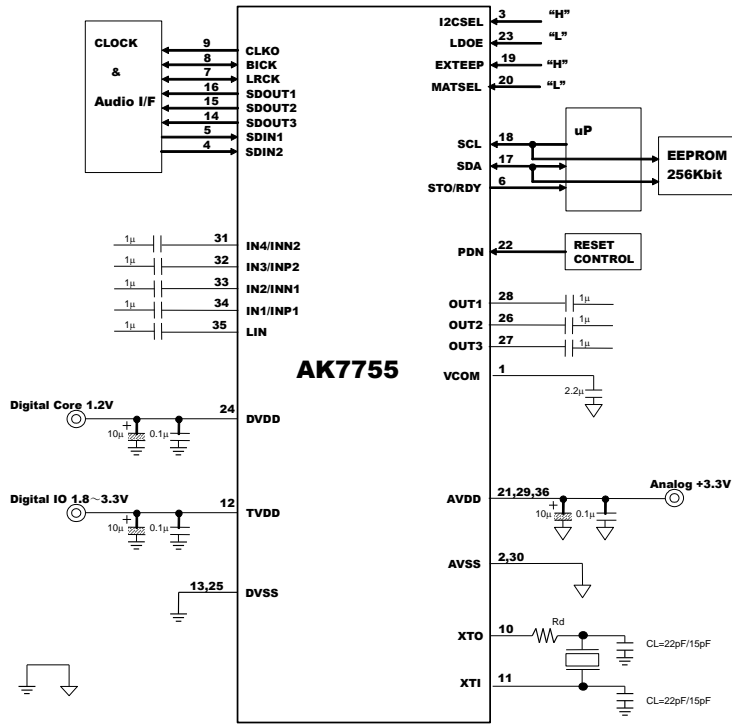 CLOCK
&
Audio I/F
9 CLKO
8 BICK
7 LRCK
16 SDOUT1
15 SDOUT2
14 SDOUT3
5 SDIN1
4 SDIN2
I2CSEL 3 “H”
LDOE 23 “L”
EXTEEP 19 “H”
MATSEL 20 “L”
SCL 18
SDA 17
STO/RDY 6
uP
EEPROM
256Kbit
PDN 22
RESET
CONTROL
1μ 31 IN4/INN2
1μ 32 IN3/INP2
1μ 33 IN2/INN1
1μ 34 IN1/INP1
1μ 35 LIN
OUT1 28 1μ
OUT2 26 1μ
OUT3 27 1μ
AK7755
VCOM 1
2.2μ
Digital Core 1.2V
24 DVDD
+
10μ 0.1μ
Digital IO 1.8～3.3V
12 TVDD
+
10μ 0.1μ
13,25 DVSS
AVDD 21,29,36
Analog +3.3V
+
10μ 0.1μ
AVSS 2,30
XTO 10 Rd
CL=22pF/15pF
XTI 11
CL=22pF/15pF